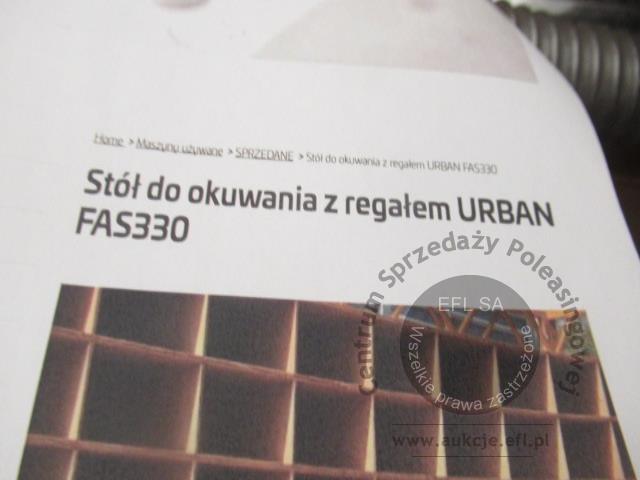 Home > Maszyny używane > SPRZEDANE > Stół do okuwania z regałem URBAN FAS330
Stół do okuwania z regałem URBAN
FAS330
Centrum Sprzedaży Poleasingowej
EFL SA
Wszelkie prawa zastrzeżone
www.aukcje.efl.pl